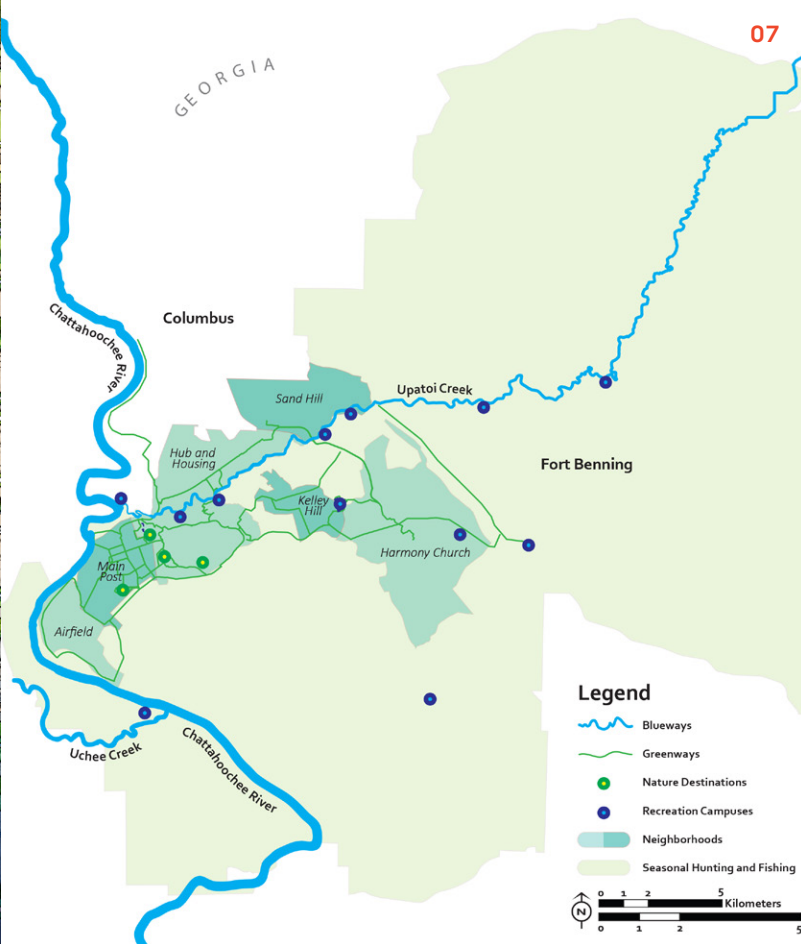 07
GEORGIA
Columbus
Chattahoochee River
Sand Hill
Upatoi Creek
Hub and
Housing
Fort Benning
Kelley
Hill
Harmony Church
Main
Post
Airfield
Uchee Creek
Chattahoochee River
Legend
Blueways
Greenways
Nature Destinations
Recreation Campuses
Neighborhoods
Seasonal Hunting and Fishing
N
0 1 2 5
Kilometers
0 1 2 5